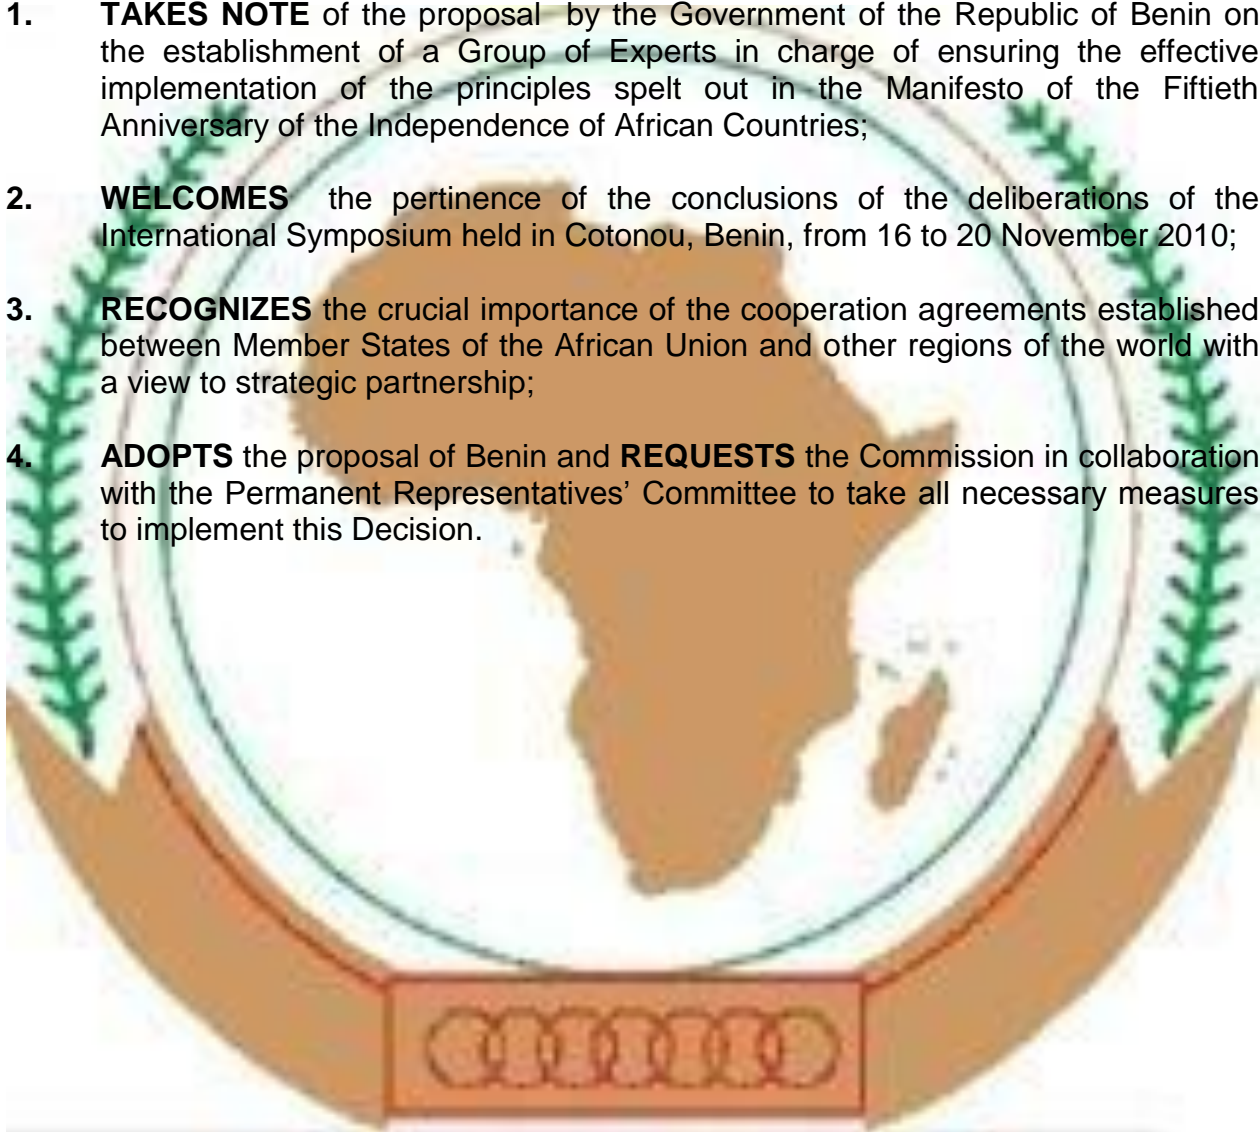 1. TAKES NOTE of the proposal by the Government of the Republic of Benin on
the establishment of a Group of Experts in charge of ensuring the effective
implementation of the principles spelt out in the Manifesto of the Fiftieth
Anniversary of the Independence of African Countries;
2. WELCOMES the pertinence of the conclusions of the deliberations of the
International Symposium held in Cotonou, Benin, from 16 to 20 November 2010;
3. RECOGNIZES the crucial importance of the cooperation agreements established
between Member States of the African Union and other regions of the world with
a view to strategic partnership;
4. ADOPTS the proposal of Benin and REQUESTS the Commission in collaboration
with the Permanent Representatives’ Committee to take all necessary measures
to implement this Decision.